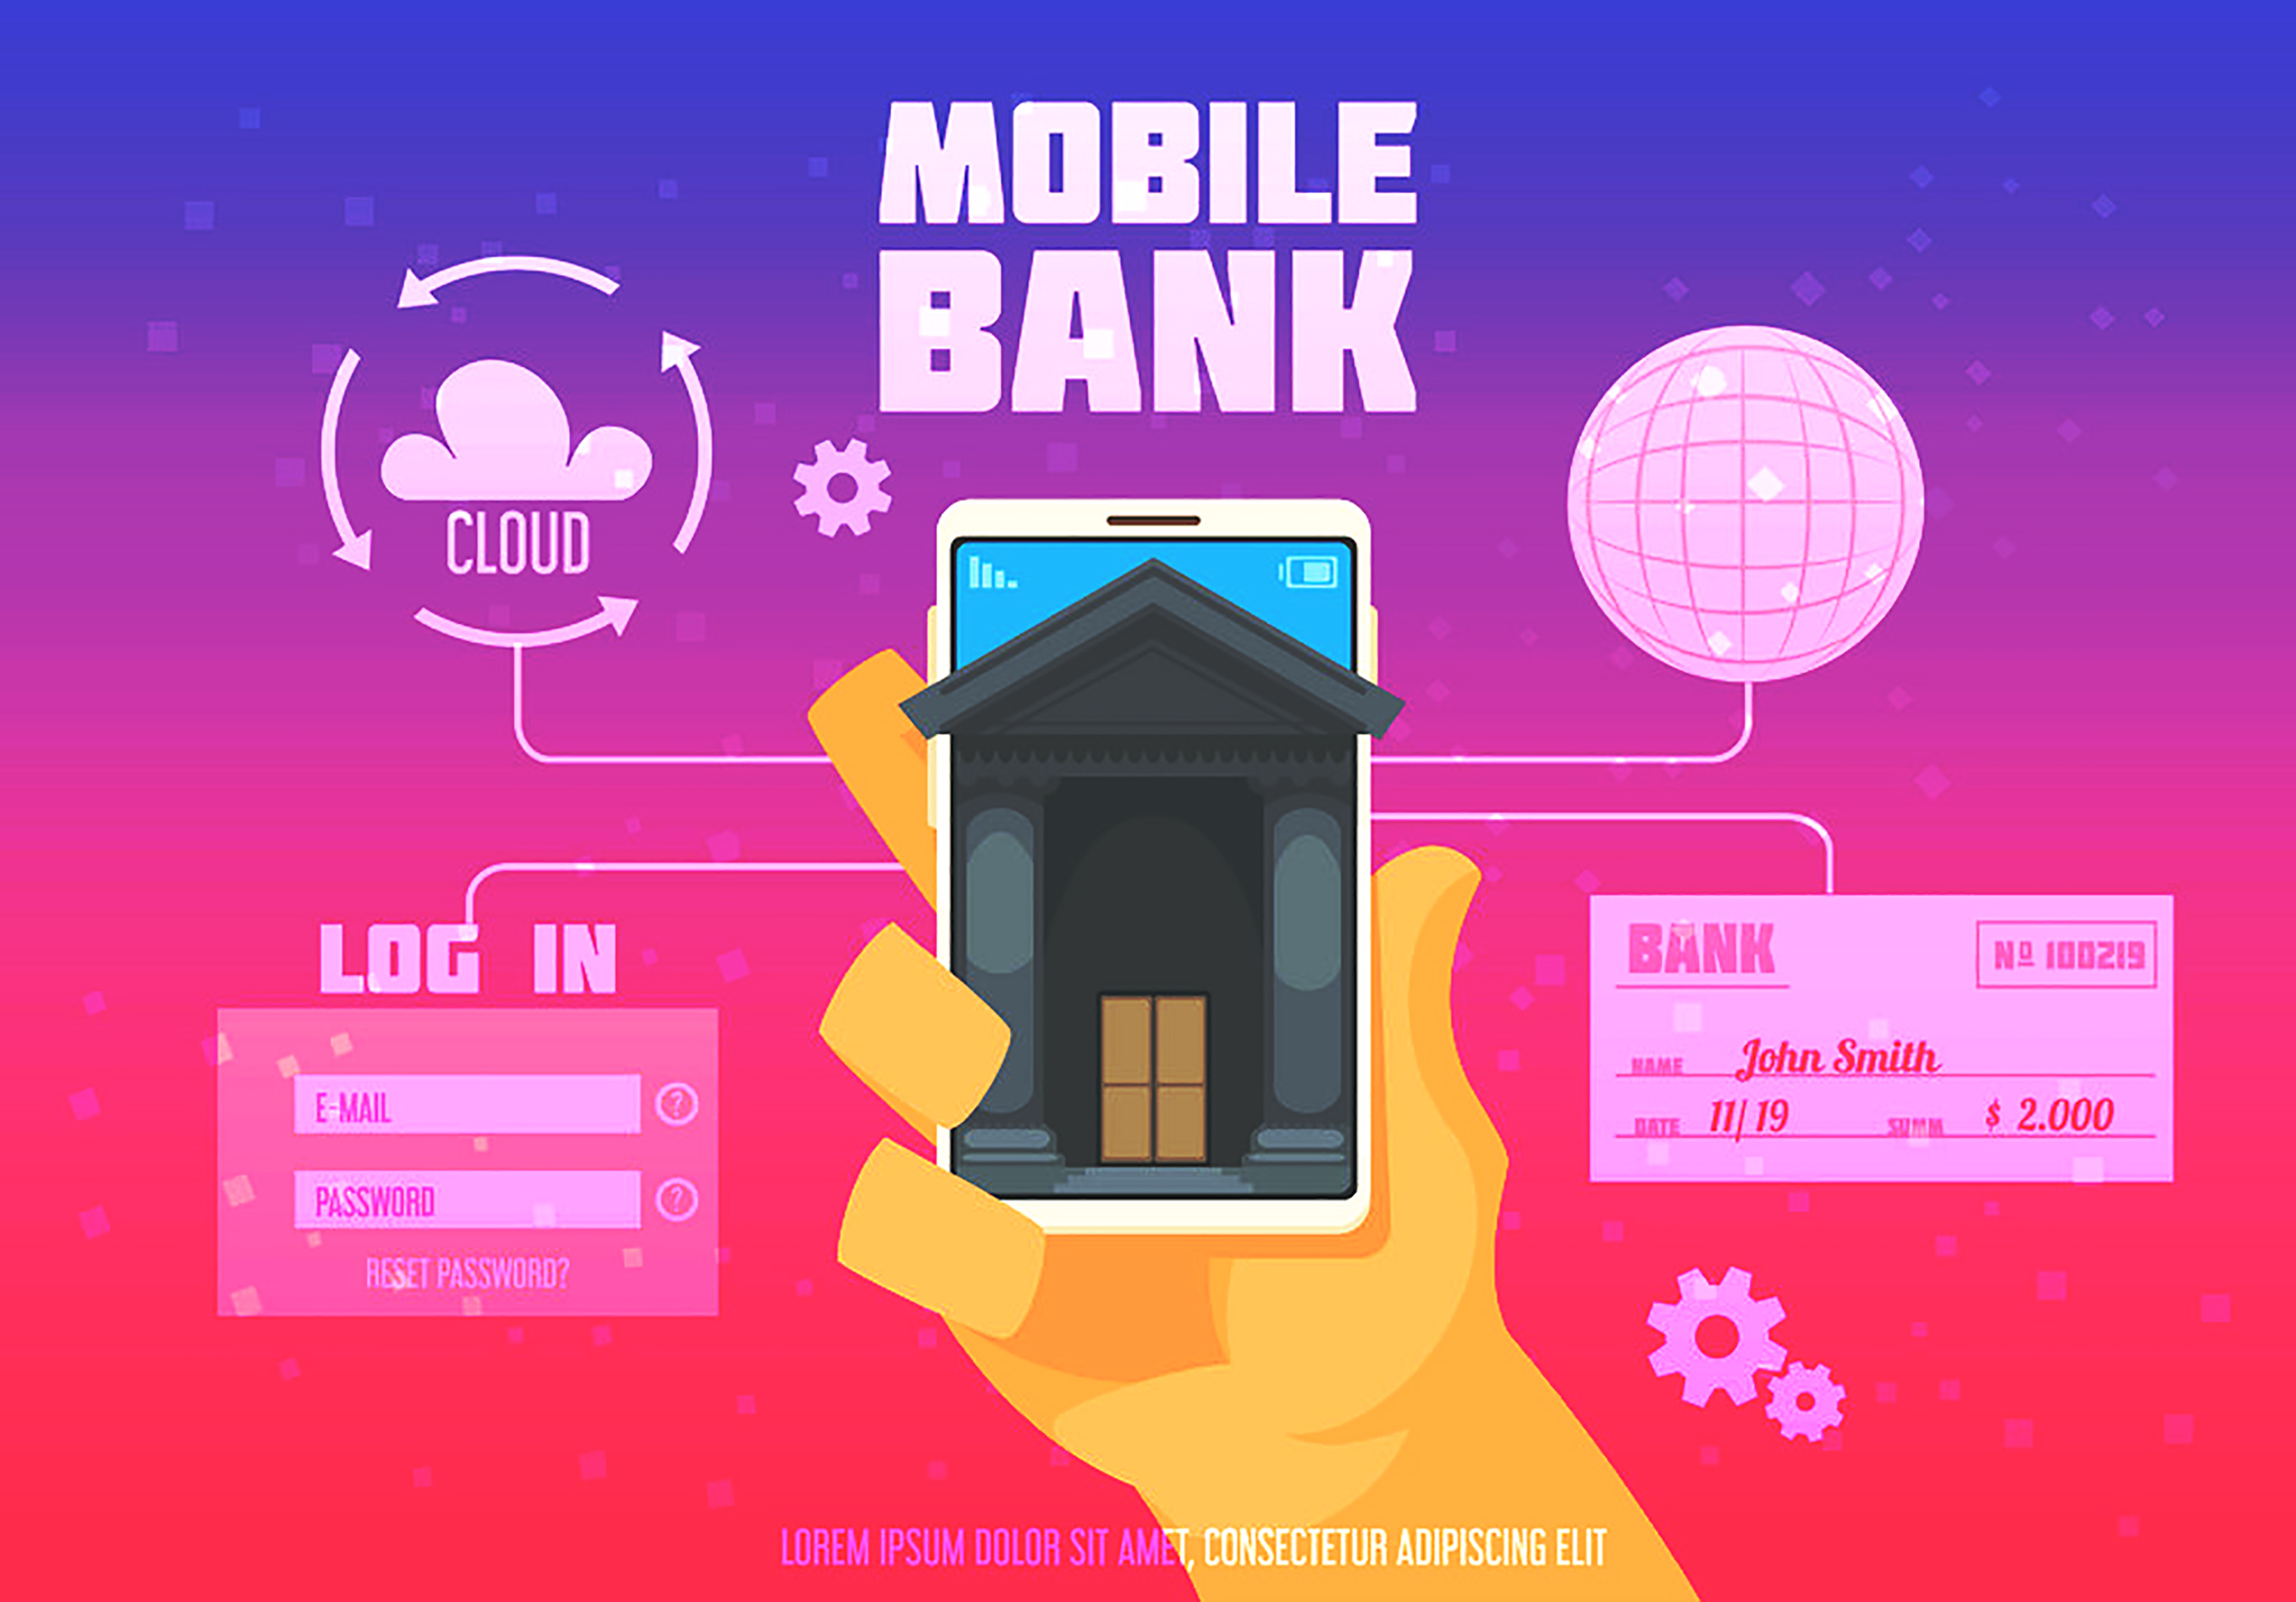 MOBILE
BANK
CLOUD
LOG IN
E-MAIL
PASSWORD
RESET PASSWORD?
BANK
Nº 100219
NAME John Smith
DATE 11/19 SUMM $ 2.000
LOREM IPSUM DOLOR SIT AMET, CONSECTETUR ADIPISCING ELIT